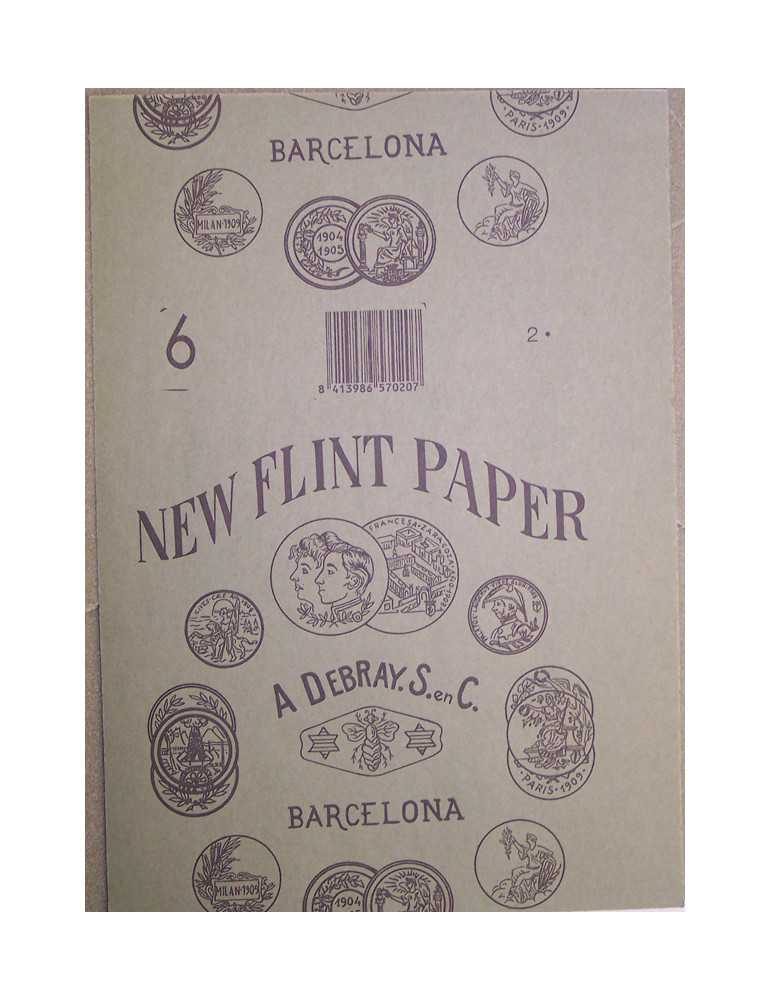 PARIS·1909
BARCELONA
MILAN·1909
1904
1905
6
2·
8 413986 570207
NEW FLINT PAPER
A DEBRAY. S. en C.
PARIS·1909
BARCELONA
MILAN·1909
1904